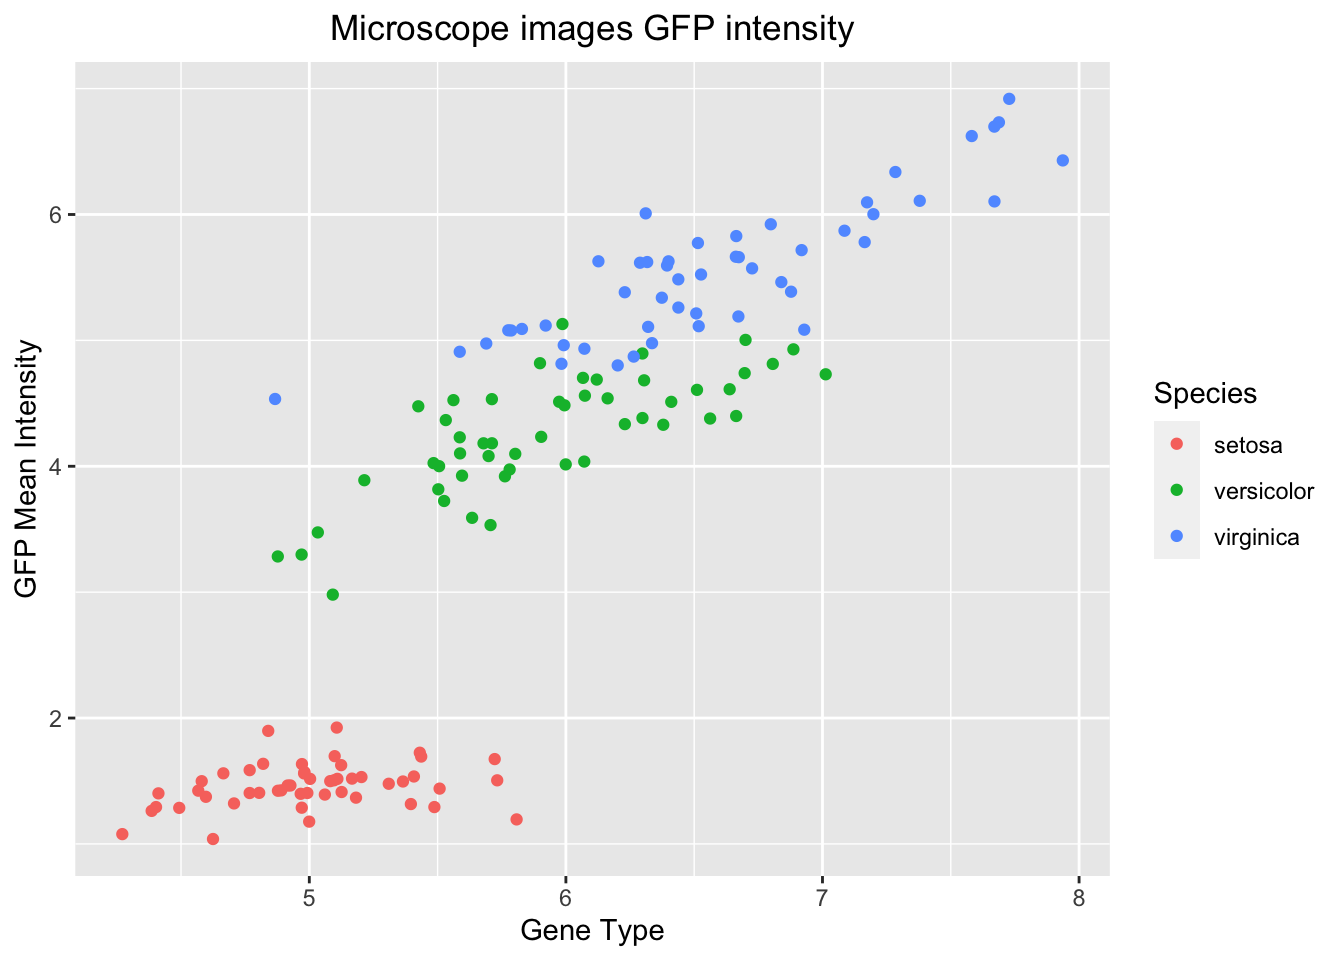 Microscope images GFP intensity
GFP Mean Intensity
6
4
2
5
6
7
8
Gene Type
Species
setosa
versicolor
virginica